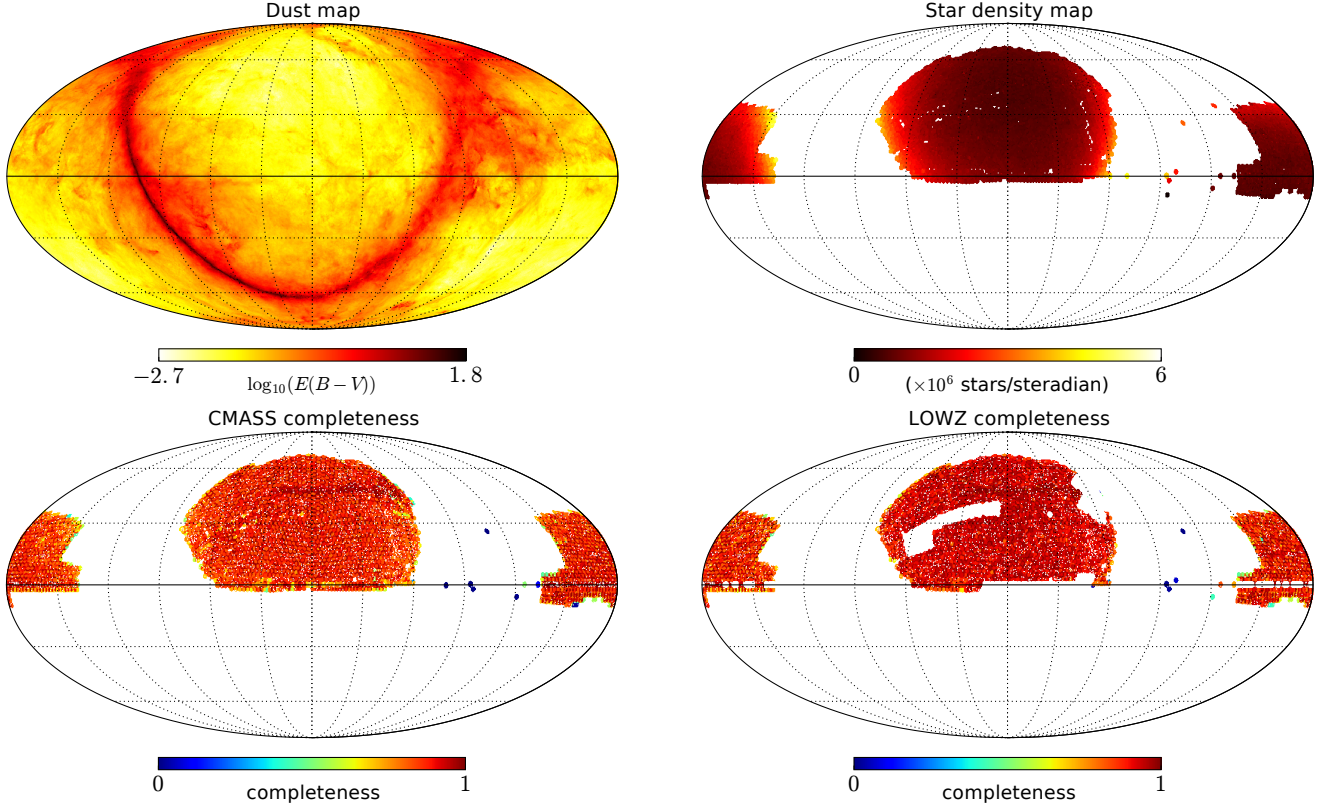 Dust map
Star density map
−2.7
1.8
log₁₀(E(B − V))
0
6
(×10⁶ stars/steradian)
CMASS completeness
LOWZ completeness
0
1
completeness
0
1
completeness